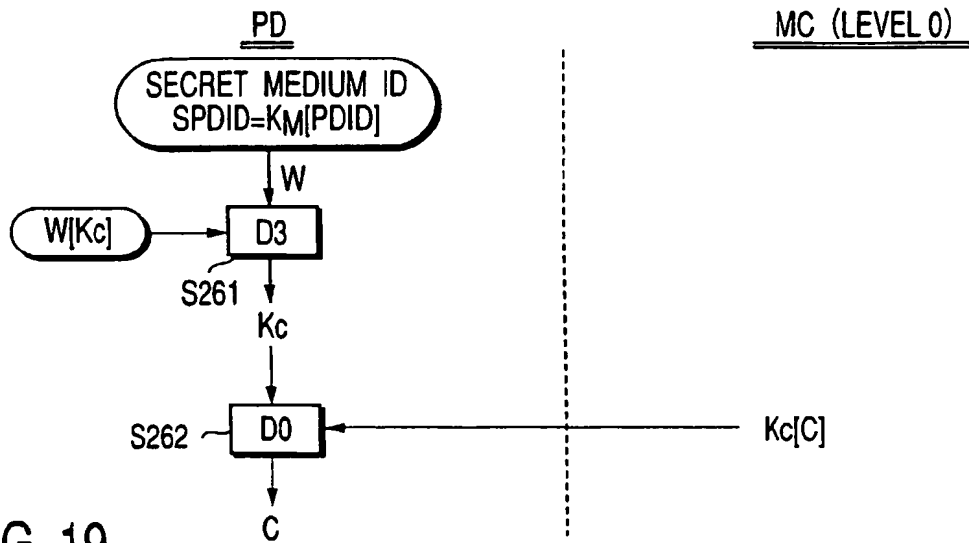 PD
MC (LEVEL 0)
SECRET MEDIUM ID
SPDID=KM[PDID]
W
W[Kc]
D3
S261
Kc
S262
D0
Kc[C]
C
G. 19